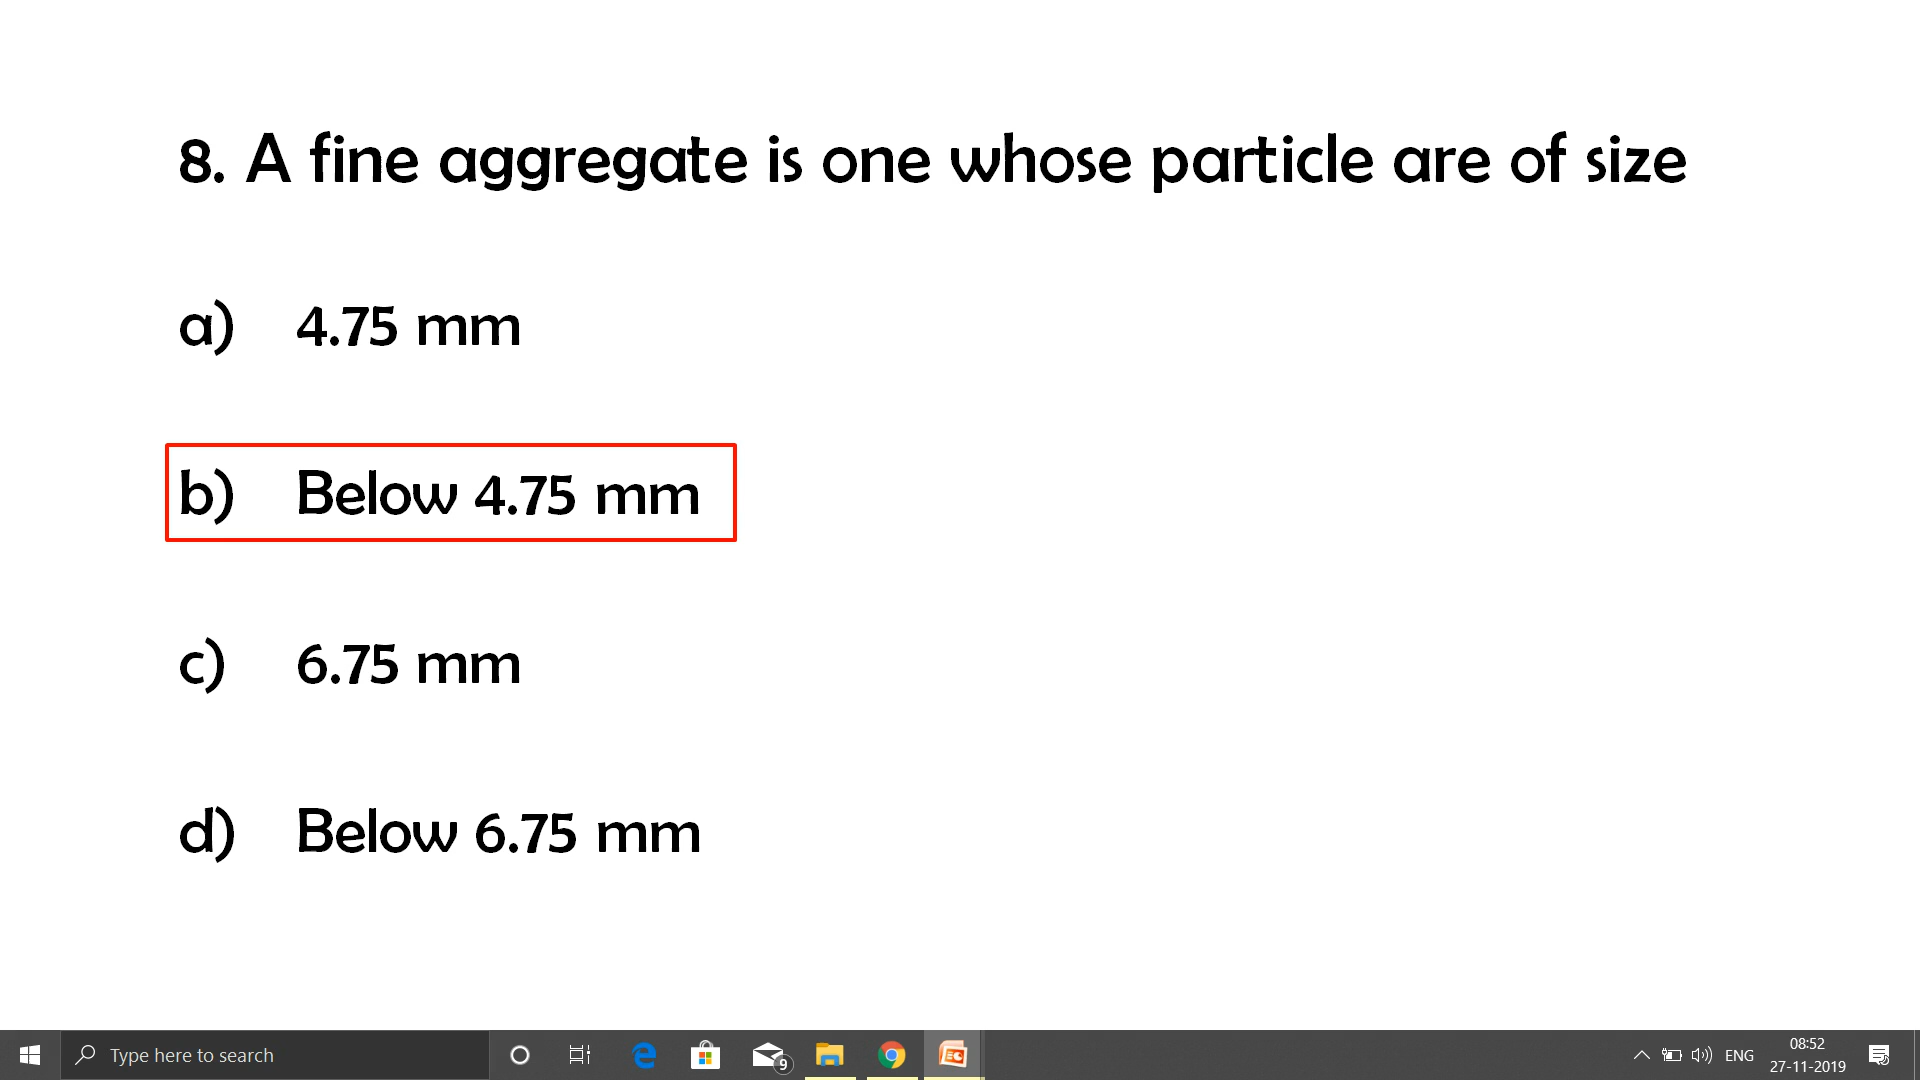 8. A fine aggregate is one whose particle are of size
a) 4.75 mm
b) Below 4.75 mm
c) 6.75 mm
d) Below 6.75 mm
Type here to search
9
ENG
08:52
27-11-2019